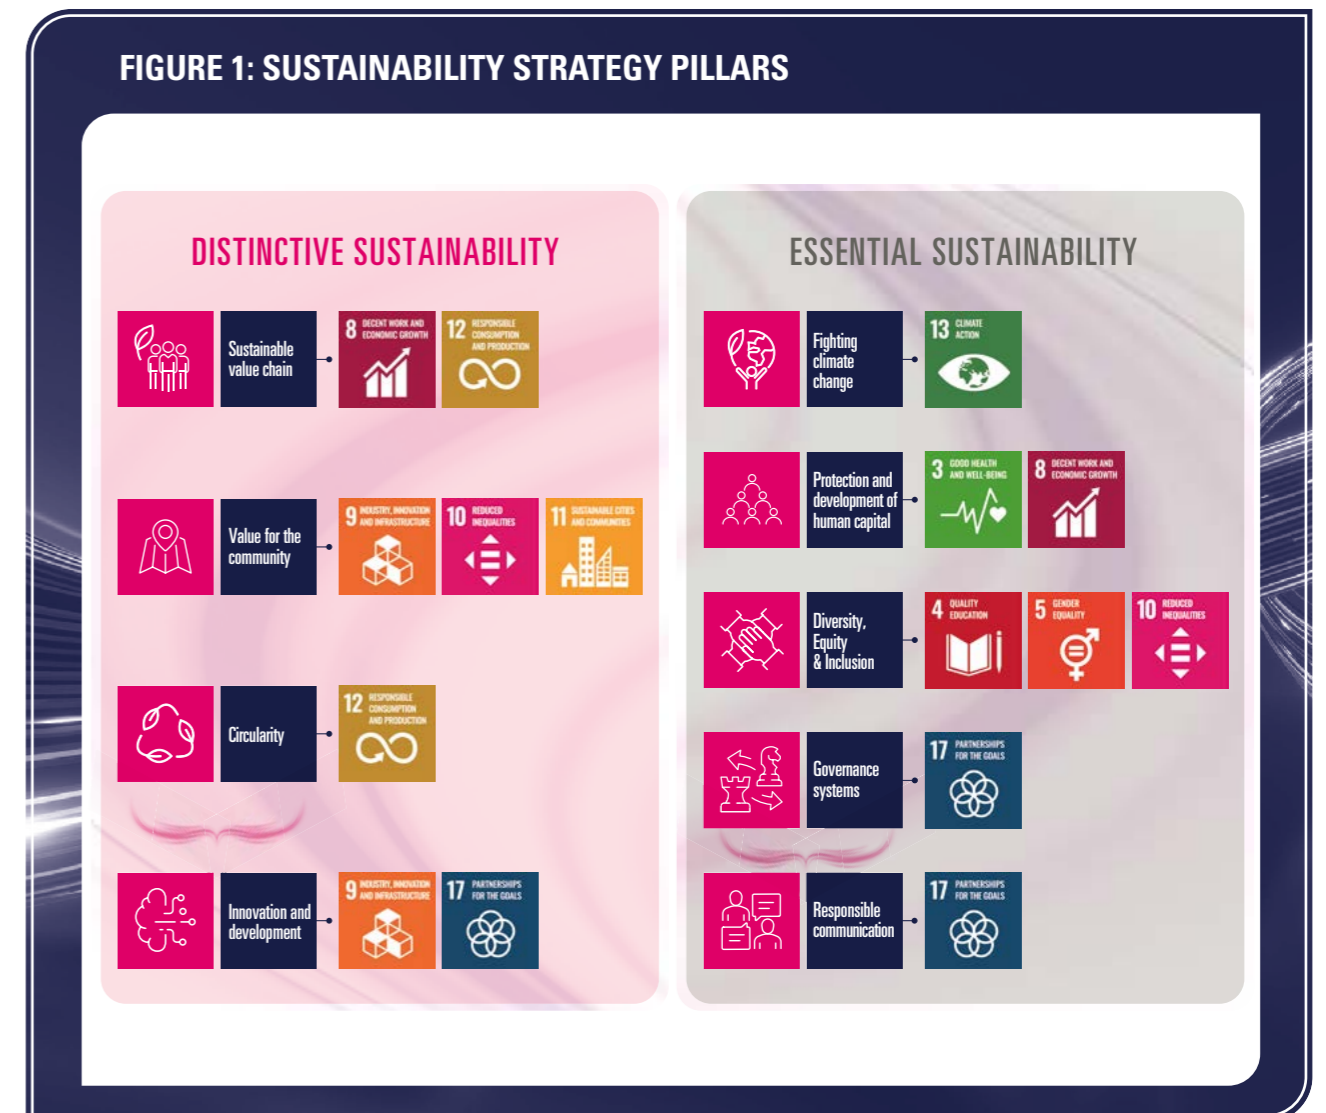 FIGURE 1: SUSTAINABILITY STRATEGY PILLARS
DISTINCTIVE SUSTAINABILITY
Sustainable
value chain
8 DECENT WORK AND
ECONOMIC GROWTH
12 RESPONSIBLE
CONSUMPTION
AND PRODUCTION
Value for the
community
9 INDUSTRY, INNOVATION
AND INFRASTRUCTURE
10 REDUCED
INEQUALITIES
11 SUSTAINABLE CITIES
AND COMMUNITIES
Circularity
12 RESPONSIBLE
CONSUMPTION
AND PRODUCTION
Innovation and
development
9 INDUSTRY, INNOVATION
AND INFRASTRUCTURE
17 PARTNERSHIPS
FOR THE GOALS
ESSENTIAL SUSTAINABILITY
Fighting
climate
change
13 CLIMATE
ACTION
Protection and
development of
human capital
3 GOOD HEALTH
AND WELL-BEING
8 DECENT WORK AND
ECONOMIC GROWTH
Diversity,
Equity
& Inclusion
4 QUALITY
EDUCATION
5 GENDER
EQUALITY
10 REDUCED
INEQUALITIES
Governance
systems
17 PARTNERSHIPS
FOR THE GOALS
Responsible
communication
17 PARTNERSHIPS
FOR THE GOALS